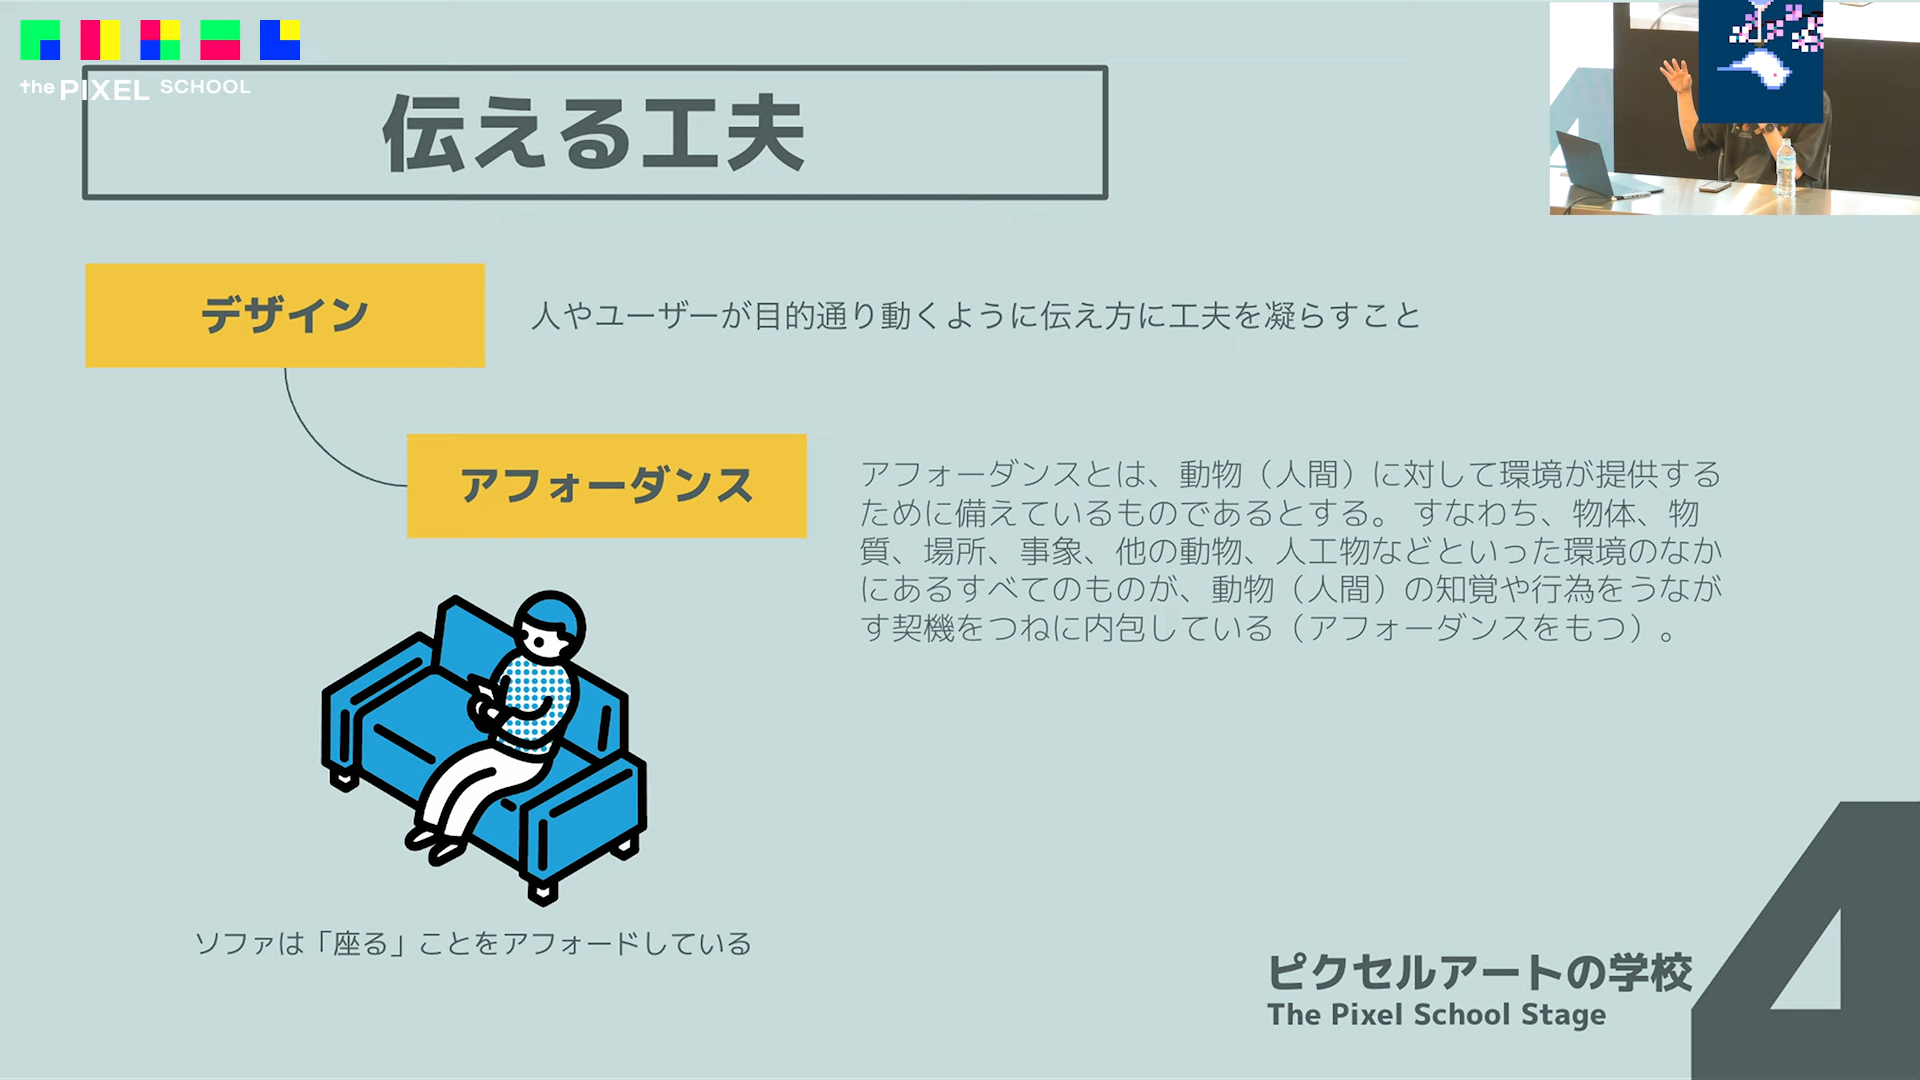 the PIXEL SCHOOL
伝える工夫
デザイン
人やユーザーが目的通り動くように伝え方に工夫を凝らすこと
アフォーダンス
アフォーダンスとは、動物（人間）に対して環境が提供する
ために備えているものであるとする。 すなわち、物体、物
質、場所、事象、他の動物、人工物などといった環境のなか
にあるすべてのものが、動物（人間）の知覚や行為をうなが
す契機をつねに内包している（アフォーダンスをもつ）。
ソファは「座る」ことをアフォードしている
ピクセルアートの学校
The Pixel School Stage
4